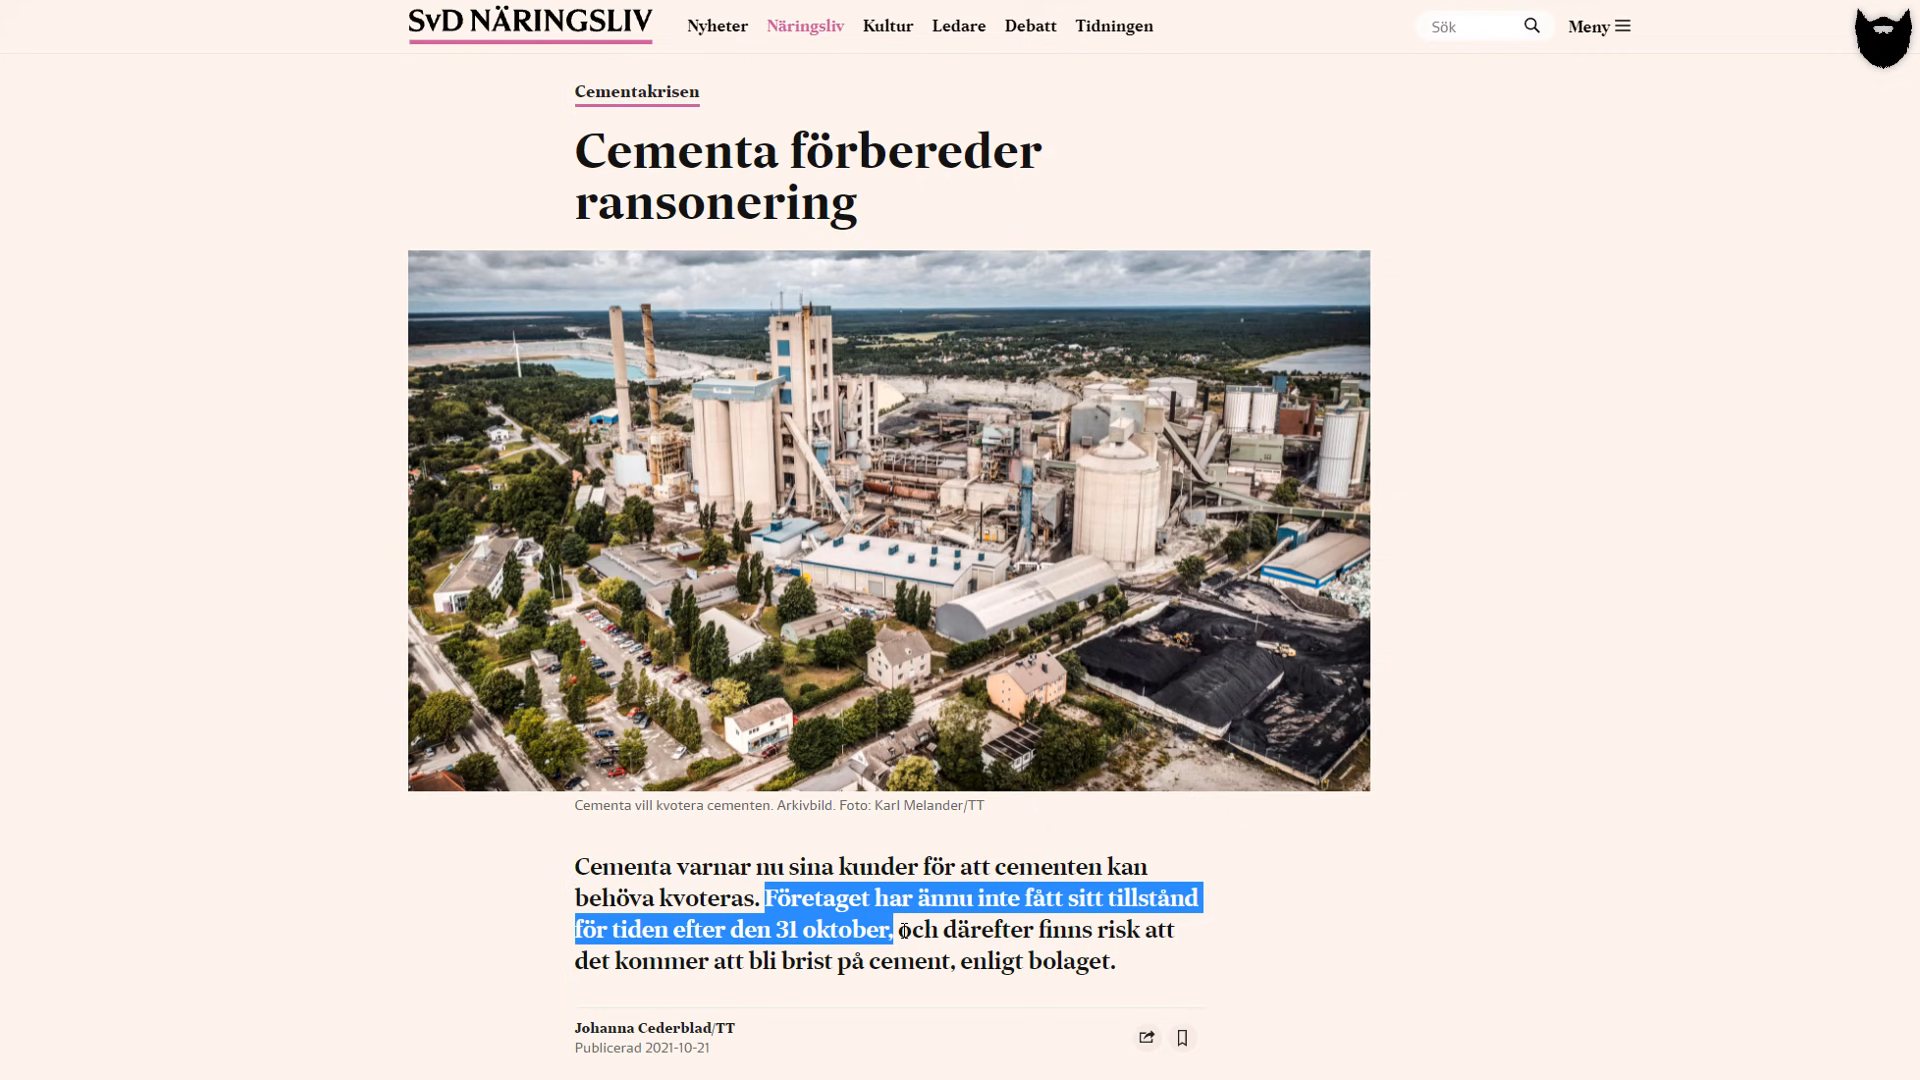 SvD NÄRINGSLIV
Nyheter
Näringsliv
Kultur
Ledare
Debatt
Tidningen
Sök
Meny
Cementakrisen
Cementa förbereder
ransonering
Cementa vill kvotera cementen. Arkivbild. Foto: Karl Melander/TT
Cementa varnar nu sina kunder för att cementen kan
behöva kvoteras. Företaget har ännu inte fått sitt tillstånd
för tiden efter den 31 oktober, och därefter finns risk att
det kommer att bli brist på cement, enligt bolaget.
Johanna Cederblad/TT
Publicerad 2021-10-21